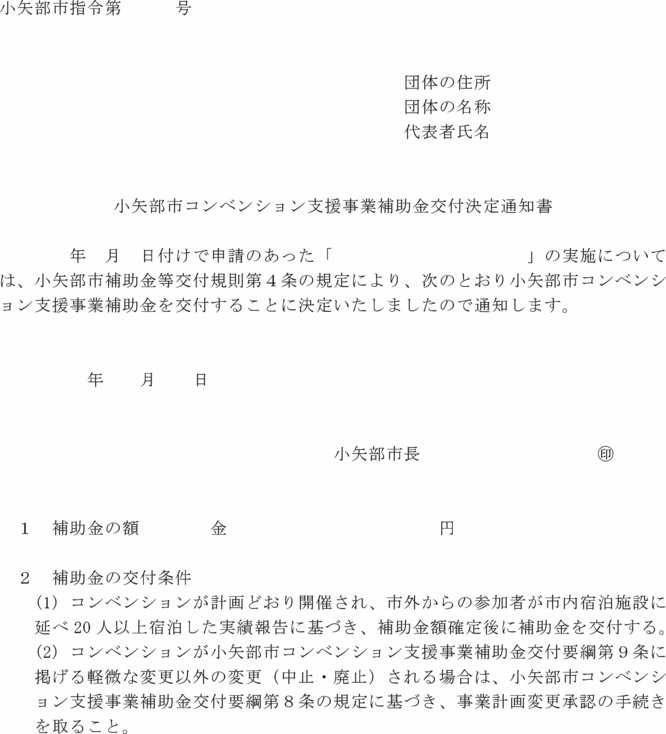 小矢部市指令第　　　号
団体の住所
団体の名称
代表者氏名
小矢部市コンベンション支援事業補助金交付決定通知書
年　月　日付けで申請のあった「　　　　　　　　　　　」の実施について
は、小矢部市補助金等交付規則第４条の規定により、次のとおり小矢部市コンベンシ
ョン支援事業補助金を交付することに決定いたしましたので通知します。
年　　月　　日
小矢部市長　　　　　　　　　　㊞
１　補助金の額　　　　金　　　　　　　　　　　　円
２　補助金の交付条件
(1) コンベンションが計画どおり開催され、市外からの参加者が市内宿泊施設に
延べ 20 人以上宿泊した実績報告に基づき、補助金額確定後に補助金を交付する。
(2) コンベンションが小矢部市コンベンション支援事業補助金交付要綱第９条に
掲げる軽微な変更以外の変更（中止・廃止）される場合は、小矢部市コンベンシ
ョン支援事業補助金交付要綱第８条の規定に基づき、事業計画変更承認の手続き
を取ること。